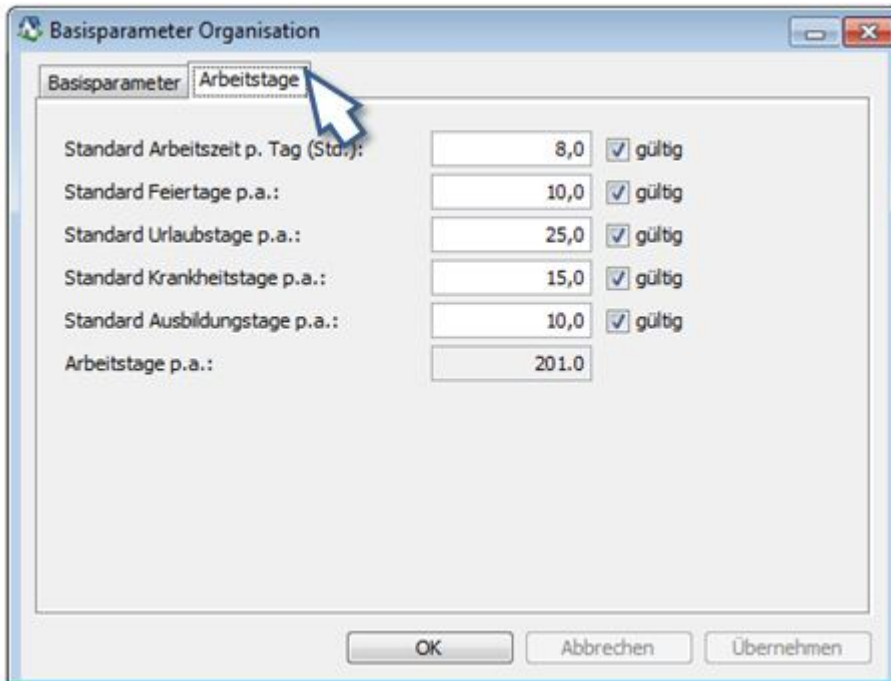 Basisparameter Organisation
Basisparameter Arbeitstage
Standard Arbeitszeit p. Tag (Std.): 8,0 gültig
Standard Feiertage p.a.: 10,0 gültig
Standard Urlaubstage p.a.: 25,0 gültig
Standard Krankheitstage p.a.: 15,0 gültig
Standard Ausbildungstage p.a.: 10,0 gültig
Arbeitstage p.a.: 201.0
OK Abbrechen Übernehmen